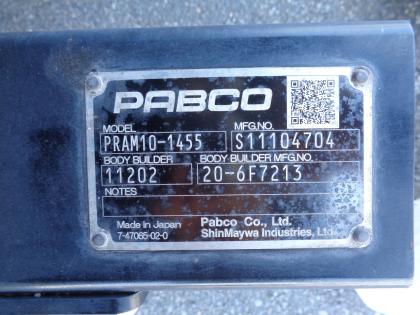 PABCO
MODEL MFG.NO.
PRAM10-1455 S11104704
BODY BUILDER BODY BUILDER MFG.NO.
11202 20-6F7213
NOTES
Made in Japan Pabco Co., Ltd.
7-47065-02-0 ShinMaywa Industries, Ltd.